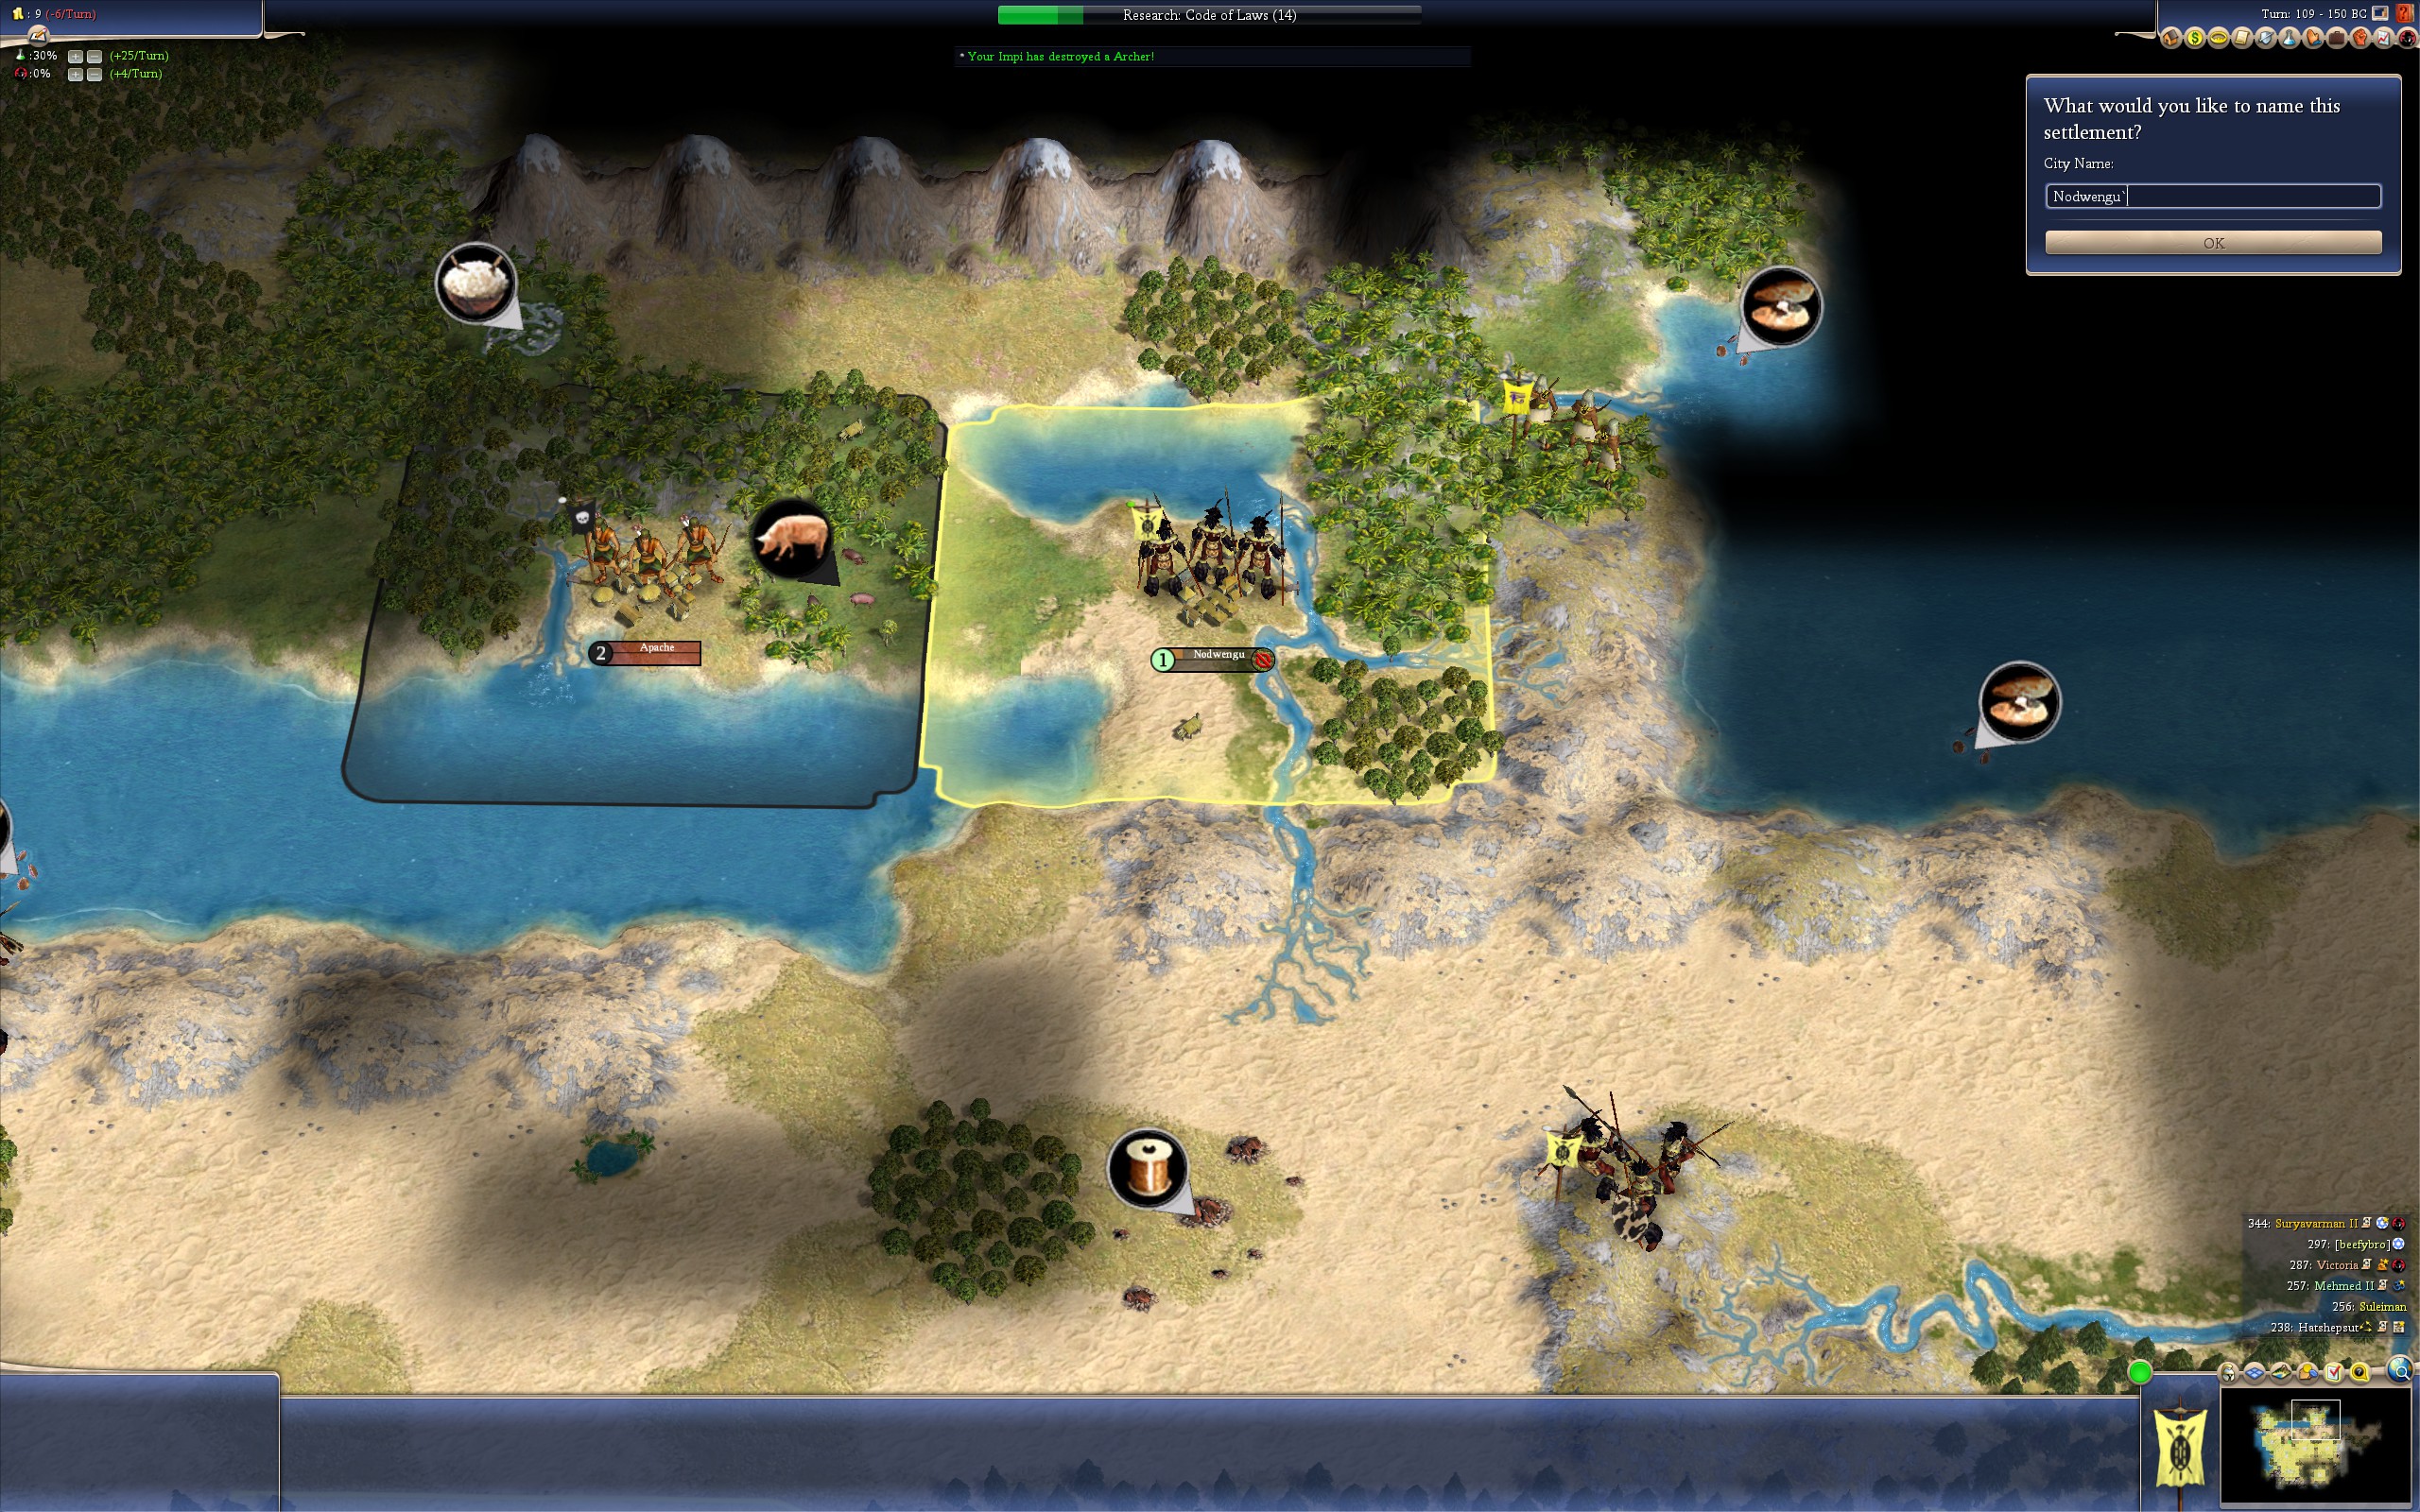 : 9 (-6/Turn)
Research: Code of Laws (14)
Turn: 109 - 150 BC
:30% + − (+25/Turn)
:0% + − (+4/Turn)
* Your Impi has destroyed a Archer!
What would you like to name this
settlement?
City Name:
Nodwengu`
OK
2 Apache
1 Nodwengu
344: Suryavarman II
297: [beefybro]
287: Victoria
257: Mehmed II
256: Suleiman
238: Hatshepsut